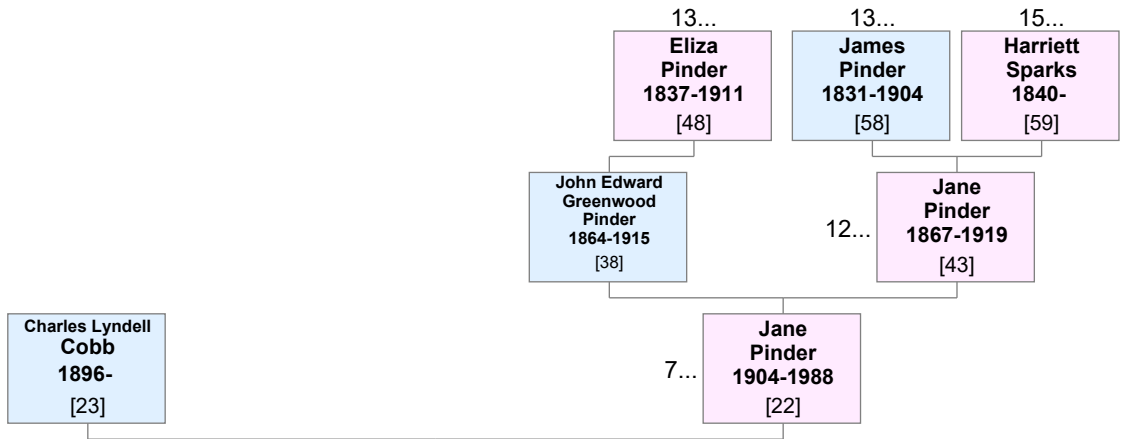 13...
13...
15...
Eliza
Pinder
1837-1911
[48]
James
Pinder
1831-1904
[58]
Harriett
Sparks
1840-
[59]
John Edward
Greenwood
Pinder
1864-1915
[38]
12...
Jane
Pinder
1867-1919
[43]
Charles Lyndell
Cobb
1896-
[23]
7...
Jane
Pinder
1904-1988
[22]